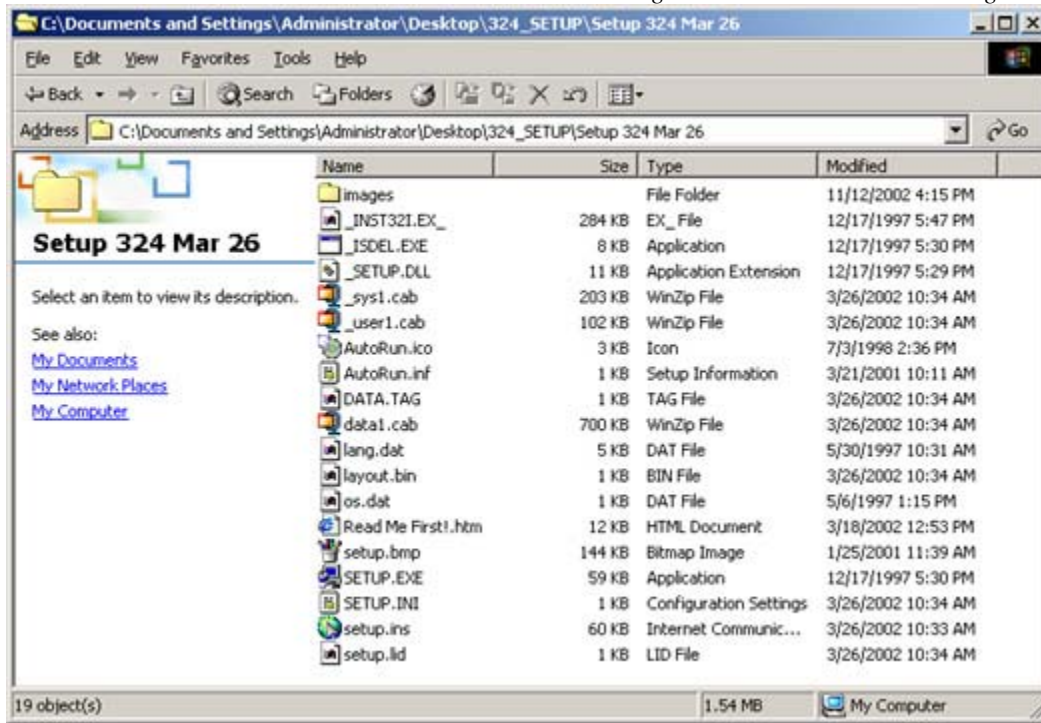 C:\Documents and Settings\Administrator\Desktop\324_SETUP\Setup 324 Mar 26
File Edit View Favorites Tools Help
Back Search Folders
Address C:\Documents and Settings\Administrator\Desktop\324_SETUP\Setup 324 Mar 26 Go
Setup 324 Mar 26
Select an item to view its description.
See also:
My Documents
My Network Places
My Computer
Name Size Type Modified
images File Folder 11/12/2002 4:15 PM
_INST32I.EX_ 284 KB EX_ File 12/17/1997 5:47 PM
_ISDEL.EXE 8 KB Application 12/17/1997 5:30 PM
_SETUP.DLL 11 KB Application Extension 12/17/1997 5:29 PM
_sys1.cab 203 KB WinZip File 3/26/2002 10:34 AM
_user1.cab 102 KB WinZip File 3/26/2002 10:34 AM
AutoRun.ico 3 KB Icon 7/3/1998 2:36 PM
AutoRun.inf 1 KB Setup Information 3/21/2001 10:11 AM
DATA.TAG 1 KB TAG File 3/26/2002 10:34 AM
data1.cab 700 KB WinZip File 3/26/2002 10:34 AM
lang.dat 5 KB DAT File 5/30/1997 10:31 AM
layout.bin 1 KB BIN File 3/26/2002 10:34 AM
os.dat 1 KB DAT File 5/6/1997 1:15 PM
Read Me First!.htm 12 KB HTML Document 3/18/2002 12:53 PM
setup.bmp 144 KB Bitmap Image 1/25/2001 11:39 AM
SETUP.EXE 59 KB Application 12/17/1997 5:30 PM
SETUP.INI 1 KB Configuration Settings 3/26/2002 10:34 AM
setup.ins 60 KB Internet Communic... 3/26/2002 10:33 AM
setup.lid 1 KB LID File 3/26/2002 10:34 AM
19 object(s) 1.54 MB My Computer